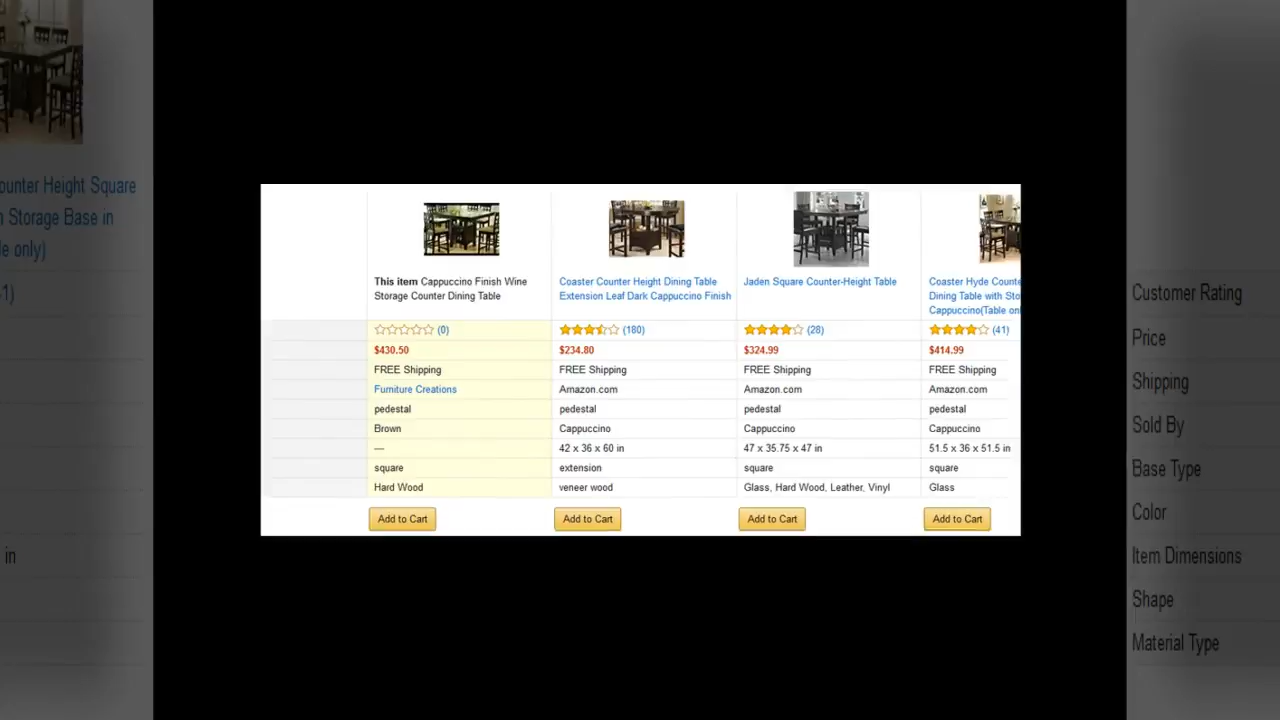 ounter Height Square
n Storage Base in
le only)
1)
in
This item Cappuccino Finish Wine
Storage Counter Dining Table
Coaster Counter Height Dining Table
Extension Leaf Dark Cappuccino Finish
Jaden Square Counter-Height Table
Coaster Hyde Counte
Dining Table with Sto
Cappuccino(Table onl
(0) (180) (28) (41)
$430.50 $234.80 $324.99 $414.99
FREE Shipping FREE Shipping FREE Shipping FREE Shipping
Furniture Creations Amazon.com Amazon.com Amazon.com
pedestal pedestal pedestal pedestal
Brown Cappuccino Cappuccino Cappuccino
— 42 x 36 x 60 in 47 x 35.75 x 47 in 51.5 x 36 x 51.5 in
square extension square square
Hard Wood veneer wood Glass, Hard Wood, Leather, Vinyl Glass
Add to Cart Add to Cart Add to Cart Add to Cart
Customer Rating
Price
Shipping
Sold By
Base Type
Color
Item Dimensions
Shape
Material Type